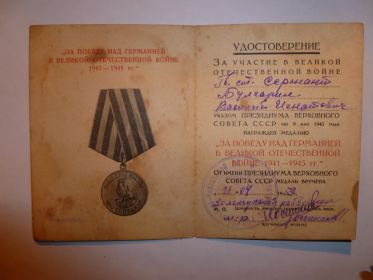 „ЗА ПОБЕДУ НАД ГЕРМАНИЕЙ
В ВЕЛИКОЙ ОТЕЧЕСТВЕННОЙ ВОЙНЕ
1941—1945 гг.“
УДОСТОВЕРЕНИЕ
ЗА УЧАСТИЕ В ВЕЛИКОЙ
ОТЕЧЕСТВЕННОЙ ВОЙНЕ
Гв. ст. Сержант
Булгарин
Василий Игнатович
УКАЗОМ ПРЕЗИДИУМА ВЕРХОВНОГО
СОВЕТА СССР от 9 мая 1945 года
НАГРАЖДЕН МЕДАЛЬЮ
„ЗА ПОБЕДУ НАД ГЕРМАНИЕЙ
В ВЕЛИКОЙ ОТЕЧЕСТВЕННОЙ
ВОЙНЕ 1941—1945 гг.“
ОТ ИМЕНИ ПРЕЗИДИУМА ВЕРХОВНОГО
СОВЕТА СССР МЕДАЛЬ ВРУЧЕНА
М. П.